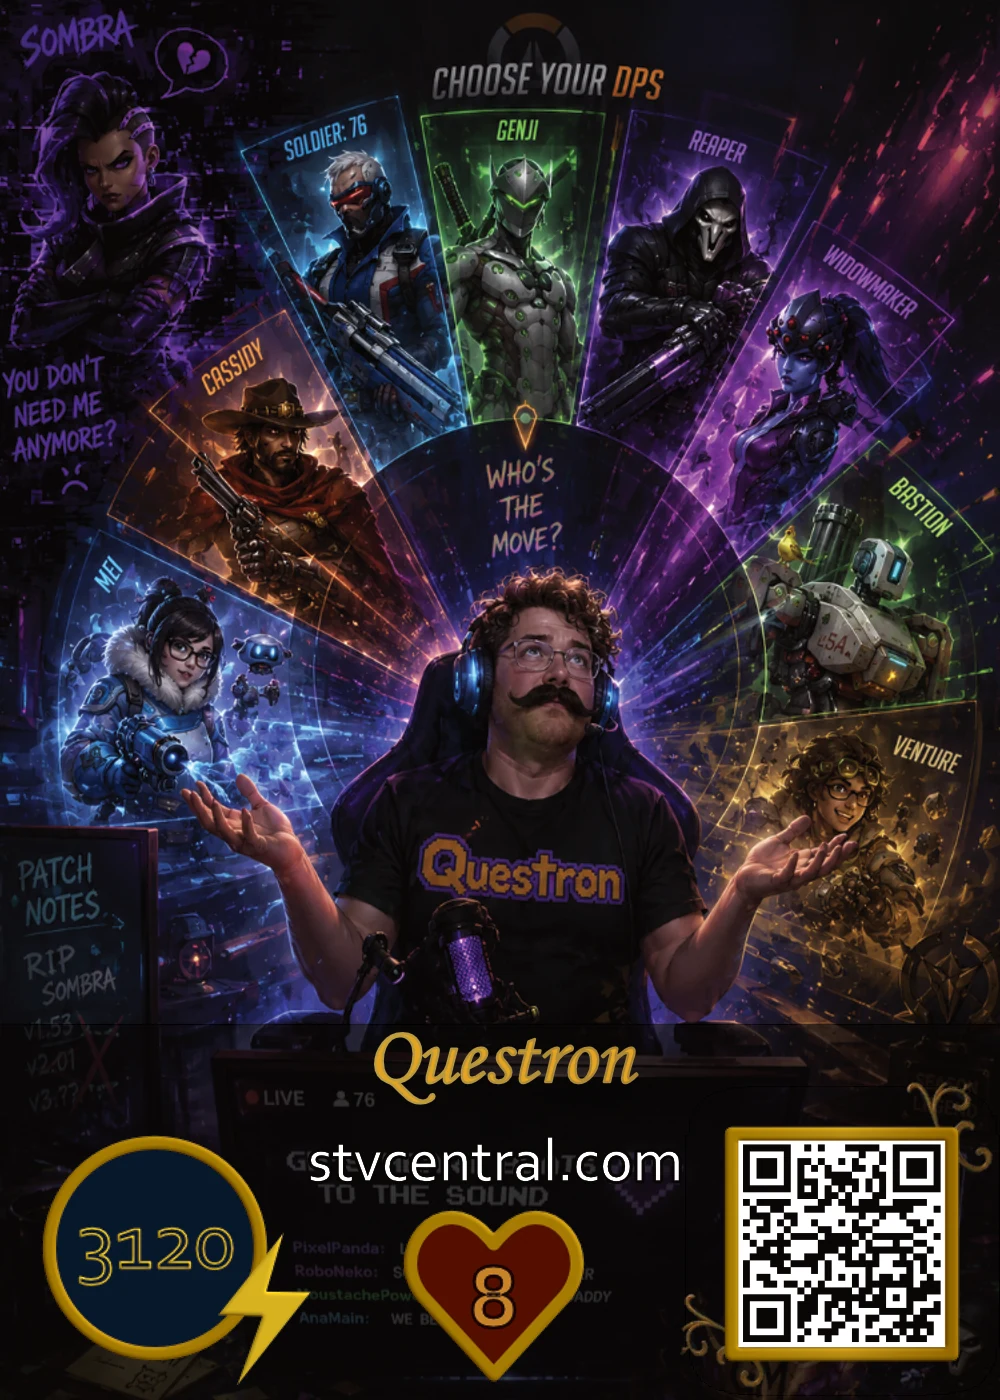 SOMBRA
CHOOSE YOUR DPS
SOLDIER: 76
GENJI
REAPER
WIDOWMAKER
CASSIDY
YOU DON'T
NEED ME
ANYMORE?
WHO'S
THE
MOVE?
BASTION
MEI
VENTURE
Questron
PATCH
NOTES
RIP
SOMBRA
v1.53
v2.01
v3.??
Questron
LIVE 76
stvcentral.com
TO THE SOUND
3120
8
PixelPanda:
RoboNeko:
AnaMain: WE